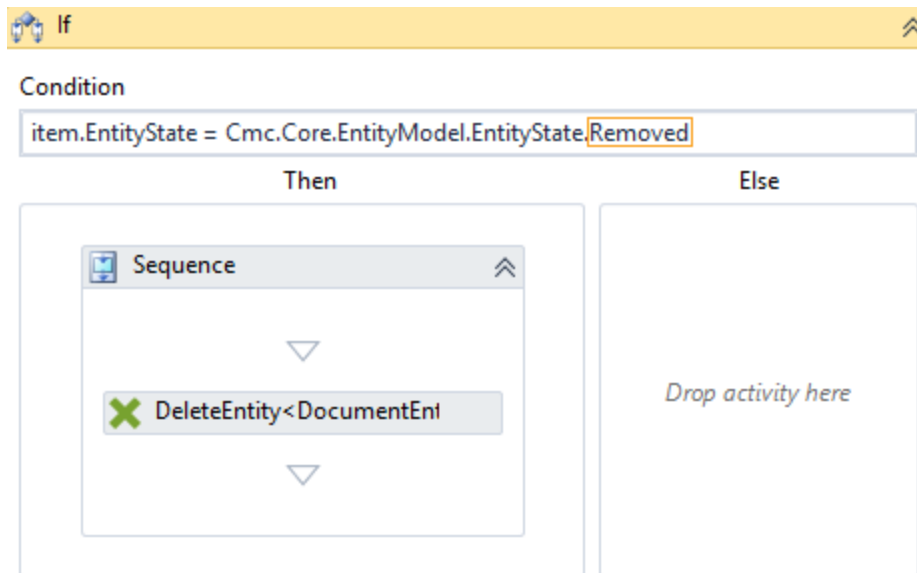 If
Condition
item.EntityState = Cmc.Core.EntityModel.EntityState.Removed
Then
Else
Sequence
DeleteEntity<DocumentEnt
Drop activity here